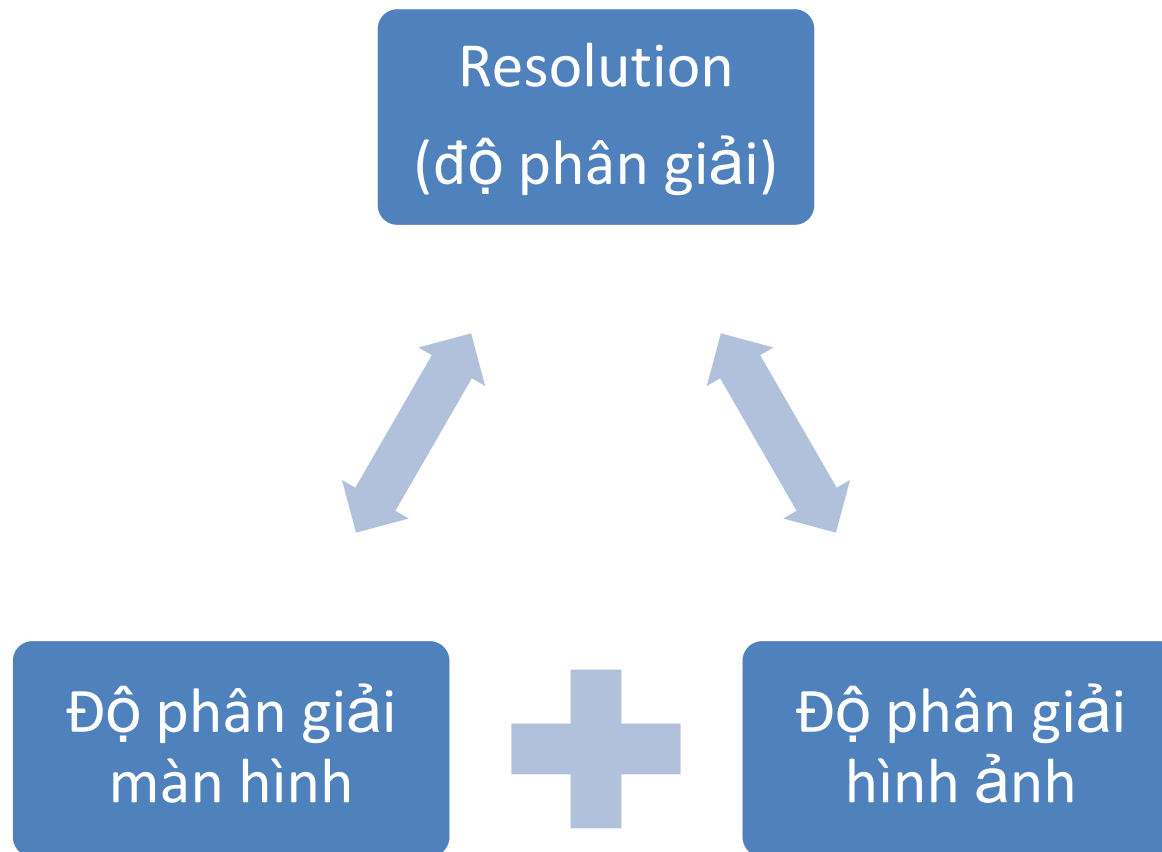 Resolution
(độ phân giải)
Độ phân giải
màn hình
Độ phân giải
hình ảnh